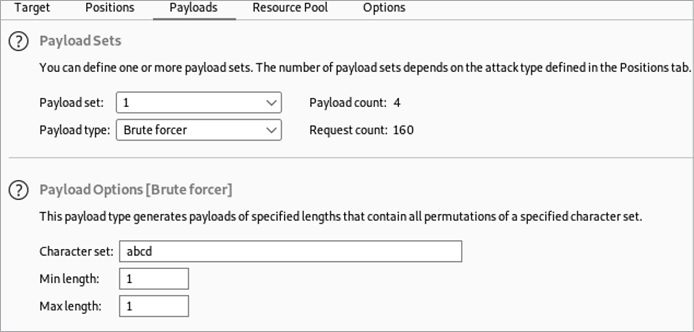 Target Positions Payloads Resource Pool Options
? Payload Sets
You can define one or more payload sets. The number of payload sets depends on the attack type defined in the Positions tab.
Payload set: 1 Payload count: 4
Payload type: Brute forcer Request count: 160
? Payload Options [Brute forcer]
This payload type generates payloads of specified lengths that contain all permutations of a specified character set.
Character set: abcd
Min length: 1
Max length: 1